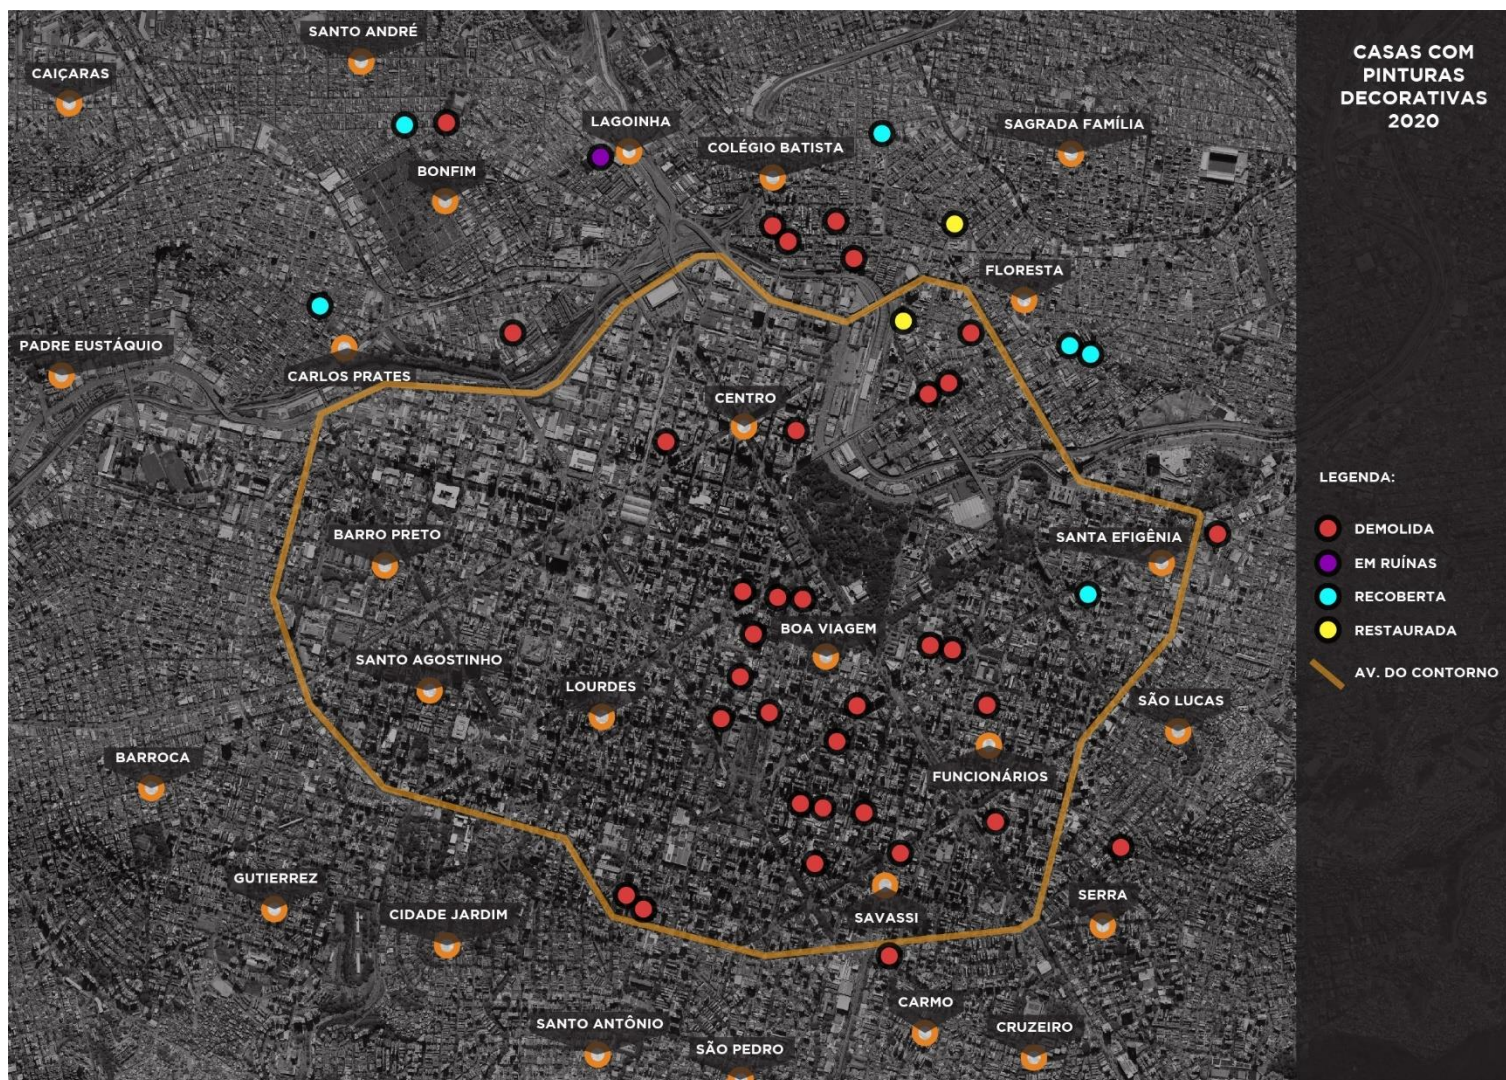 SANTO ANDRÉ
CAIÇARAS
LAGOINHA
SAGRADA FAMÍLIA
COLÉGIO BATISTA
BONFIM
FLORESTA
PADRE EUSTÁQUIO
CARLOS PRATES
CENTRO
BARRO PRETO
SANTA EFIGÊNIA
BOA VIAGEM
SANTO AGOSTINHO
LOURDES
SÃO LUCAS
BARROCA
FUNCIONÁRIOS
GUTIERREZ
SERRA
CIDADE JARDIM
SAVASSI
CARMO
SANTO ANTÔNIO
CRUZEIRO
SÃO PEDRO
CASAS COM
PINTURAS
DECORATIVAS
2020
LEGENDA:
DEMOLIDA
EM RUÍNAS
RECOBERTA
RESTAURADA
AV. DO CONTORNO